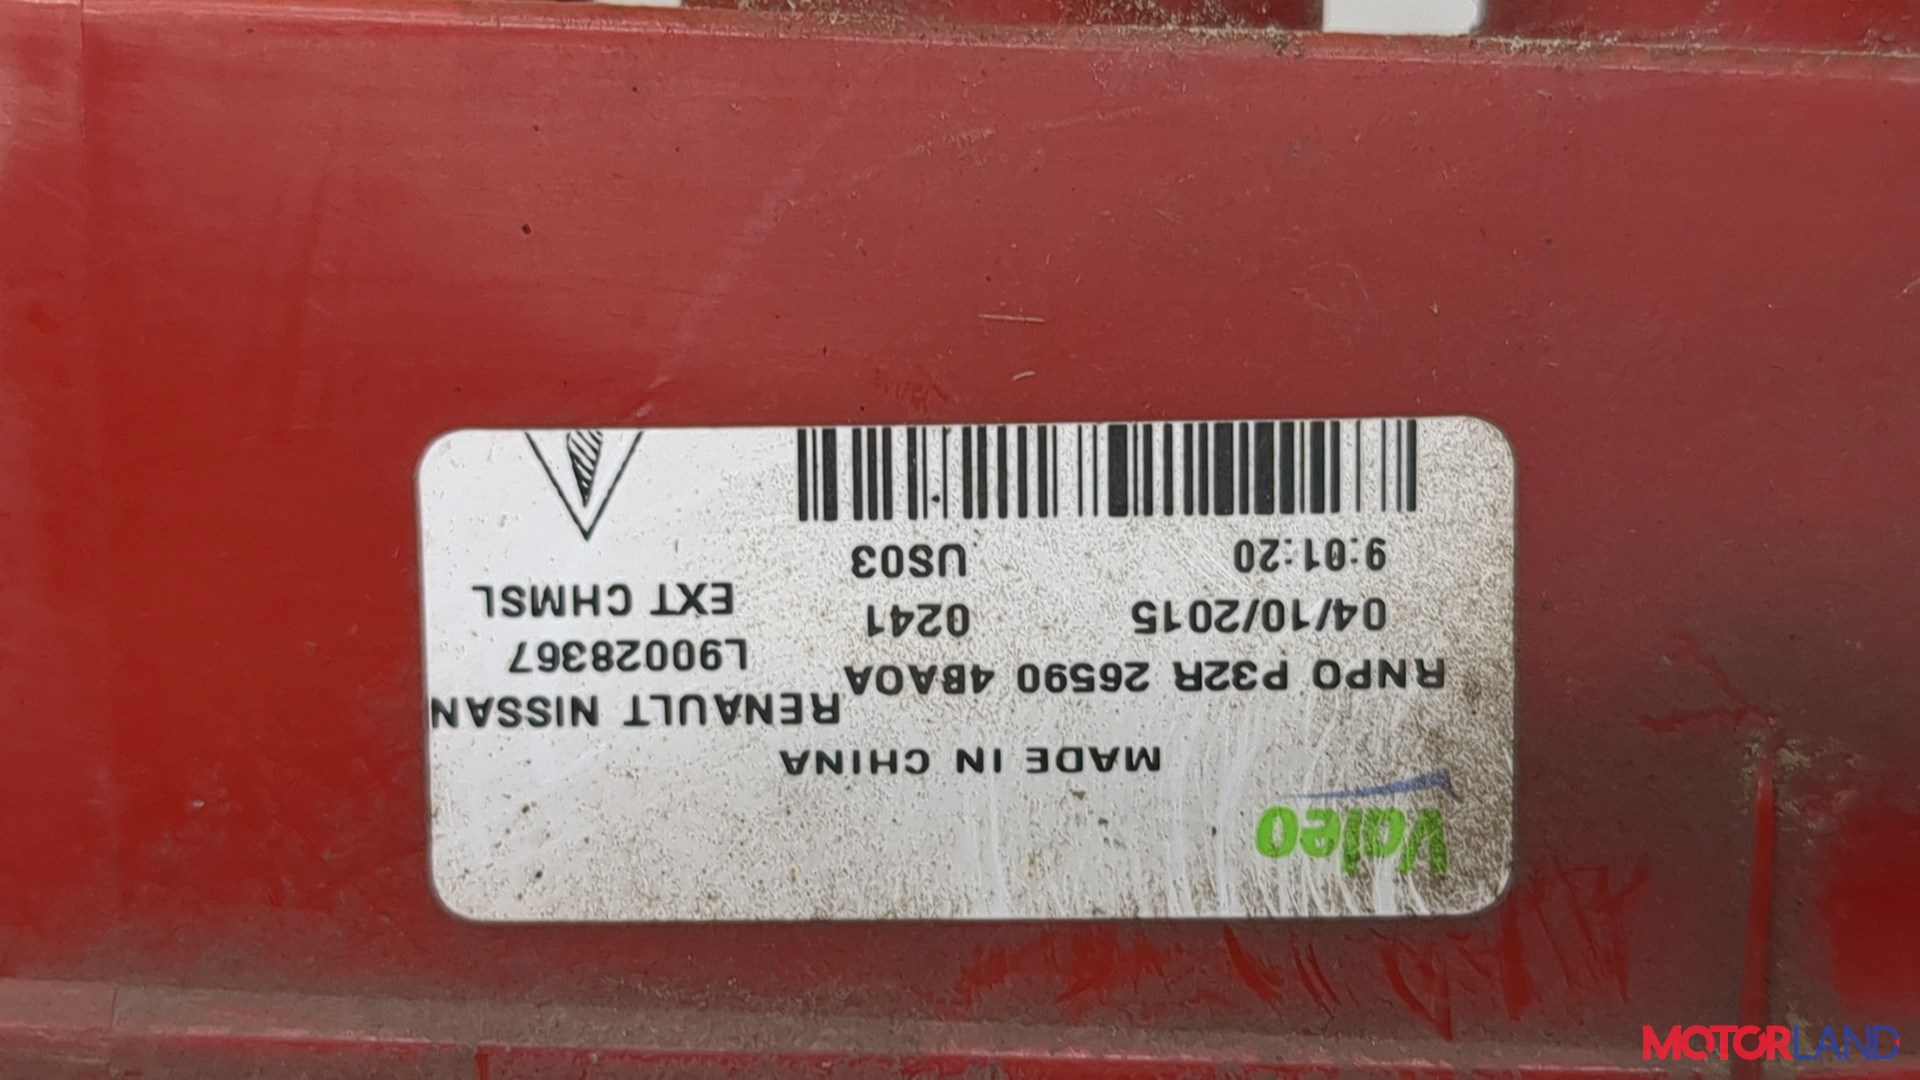 Valeo
MADE IN CHINA
RENAULT NISSAN
RNPO P32R 26590 4BA0A
L90028367
04/10/2015 0241
EXT CHMSL
9:01:20 US03
MOTORLAND